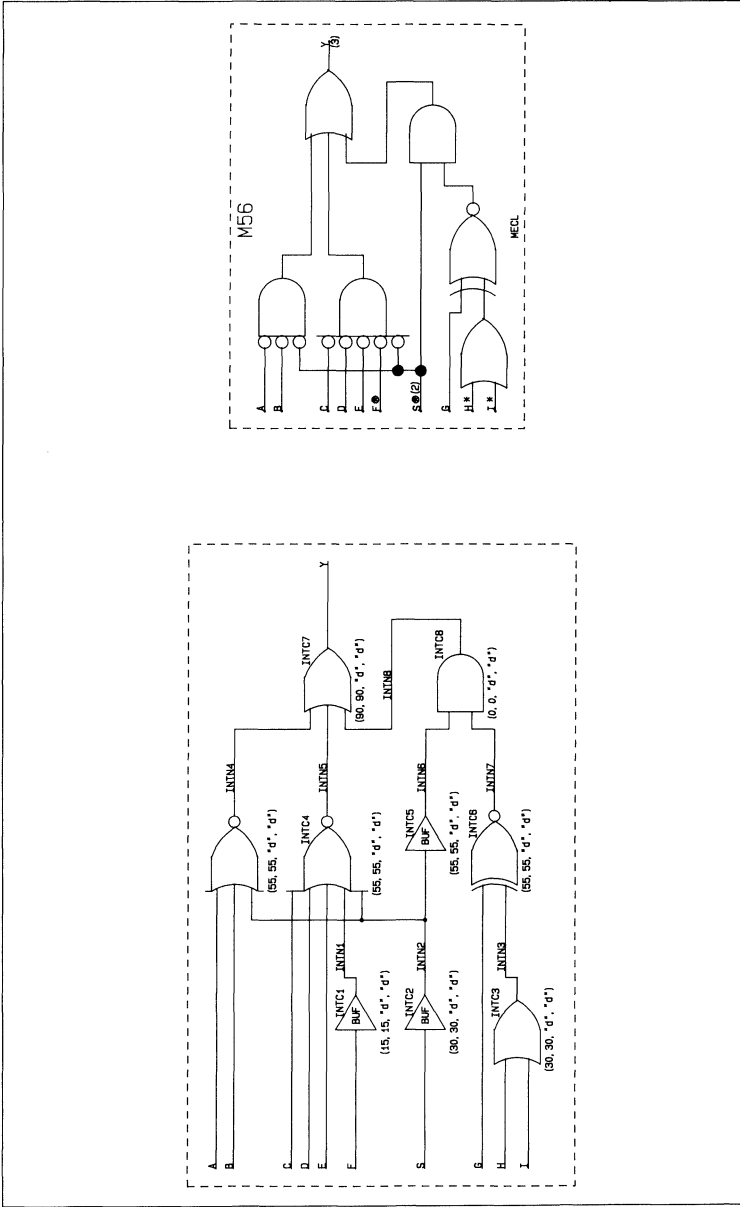 M56
Y
(3)
A
B
C
D
E
F ⊛
S ⊛ (2)
G
H *
I *
MECL
INTN4
(55, 55, "d", "d")
INTC7
Y
(90, 90, "d", "d")
INTC4
INTN5
(55, 55, "d", "d")
INTN8
INTC8
(0, 0, "d", "d")
INTN1
INTC1
BUF
(15, 15, "d", "d")
INTC5
BUF
INTN6
(55, 55, "d", "d")
INTC2
BUF
INTN2
(30, 30, "d", "d")
INTC6
INTN7
(55, 55, "d", "d")
INTN3
INTC3
(30, 30, "d", "d")
A
B
C
D
E
F
S
G
H
I